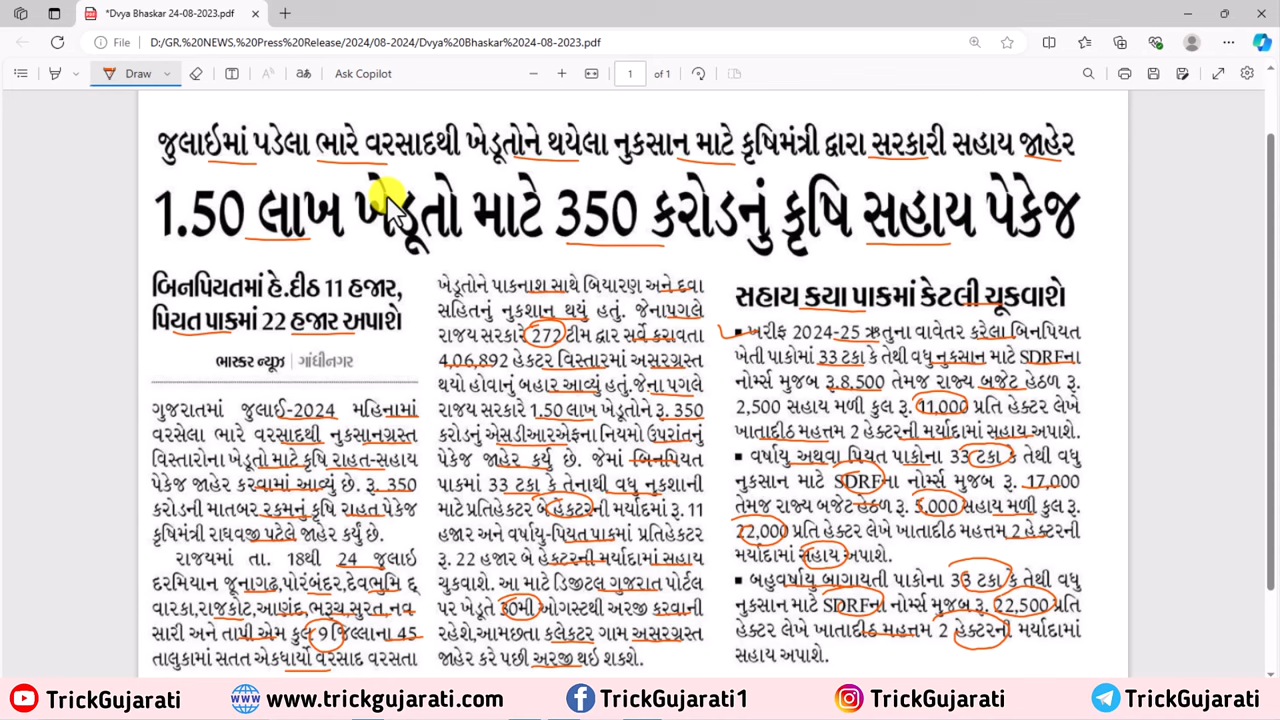 *Dvya Bhaskar 24-08-2023.pdf
File D:/GR,%20NEWS,%20Press%20Release/2024/08-2024/Dvya%20Bhaskar%2024-08-2023.pdf
Draw Ask Copilot 1 of 1
જુલાઇમાં પડેલા ભારે વરસાદથી ખેડૂતોને થયેલા નુકસાન માટે કૃષિમંત્રી દ્વારા સરકારી સહાય જાહેર
1.50 લાખ ખેડૂતો માટે 350 કરોડનું કૃષિ સહાય પેકેજ
બિનપિયતમાં હે.દીઠ 11 હજાર,
પિયત પાકમાં 22 હજાર અપાશે
ભાસ્કર ન્યૂઝ | ગાંધીનગર
ગુજરાતમાં જુલાઇ-2024 મહિનામાં
વરસેલા ભારે વરસાદથી નુકસાનગ્રસ્ત
વિસ્તારોના ખેડૂતો માટે કૃષિ રાહત-સહાય
પેકેજ જાહેર કરવામાં આવ્યું છે. રૂ. 350
કરોડની માતબર રકમનું કૃષિ રાહત પેકેજ
કૃષિમંત્રી રાઘવજી પટેલે જાહેર કર્યું છે.
રાજયમાં તા. 18થી 24 જુલાઇ
દરમિયાન જૂનાગઢ,પોરબંદર,દેવભુમિ દ્
વારકા,રાજકોટ,આણંદ,ભરૂચ,સુરત,નવ
સારી અને તાપી એમ કુલ 9 જિલ્લાના 45
તાલુકામાં સતત એકધાર્યો વરસાદ વરસતા
ખેડૂતોને પાકનાશ સાથે બિયારણ અને દવા
સહિતનું નુકશાન થયું હતું. જેના પગલે
રાજય સરકારે 272 ટીમ દ્વાર સર્વે કરાવતા
4,06,892 હેકટર વિસ્તારમાં અસરગ્રસ્ત
થયો હોવાનું બહાર આવ્યું હતું.જેના પગલે
રાજય સરકારે 1.50 લાખ ખેડૂતોને રૂ. 350
કરોડનું એસડીઆરએફના નિયમો ઉપરાંતનું
પેકેજ જાહેર કર્યુ છે. જેમાં બિનપિયત
પાકમાં 33 ટકા કે તેનાથી વધુ નુકશાની
માટે પ્રતિહેકટર બે હેકટરની મર્યાદામાં રૂ. 11
હજાર અને વર્ષાયુ-પિયત પાકમાં પ્રતિહેકટર
રૂ. 22 હજાર બે હેકટરની મર્યાદામાં સહાય
ચુકવાશે. આ માટે ડિજીટલ ગુજરાત પોર્ટલ
પર ખેડૂત 30મી ઓગસ્ટથી અરજી કરવાની
રહેશે,આમછતા કલેકટર ગામ અસરગ્રસ્ત
જાહેર કરે પછી અરજી થઇ શકશે.
સહાય કયા પાકમાં કેટલી ચૂકવાશે
▪ ખરીફ 2024-25 ઋતુના વાવેતર કરેલા બિનપિયત
ખેતી પાકોમાં 33 ટકા કે તેથી વધુ નુકસાન માટે SDRFના
નોર્મ્સ મુજબ રૂ.8.500 તેમજ રાજ્ય બજેટ હેઠળ રૂ.
2,500 સહાય મળી કુલ રૂ. 11,000 પ્રતિ હેક્ટર લેખે
ખાતાદીઠ મહત્તમ 2 હેક્ટરની મર્યાદામાં સહાય અપાશે.
▪ વર્ષાયુ અથવા પિયત પાકોના 33 ટકા કે તેથી વધુ
નુકસાન માટે SDRFના નોર્મ્સ મુજબ રૂ. 17,000
તેમજ રાજ્ય બજેટ હેઠળ રૂ. 5,000 સહાય મળી કુલ રૂ.
22,000 પ્રતિ હેક્ટર લેખે ખાતાદીઠ મહત્તમ 2 હેક્ટરની
મર્યાદામાં સહાય અપાશે.
▪ બહુવર્ષાયુ બાગાયતી પાકોના 33 ટકા કે તેથી વધુ
નુકસાન માટે SDRFના નોર્મ્સ મુજબ રૂ. 22,500 પ્રતિ
હેક્ટર લેખે ખાતાદીઠ મહત્તમ 2 હેક્ટરની મર્યાદામાં
સહાય અપાશે.
TrickGujarati www.trickgujarati.com TrickGujarati1 TrickGujarati TrickGujarati